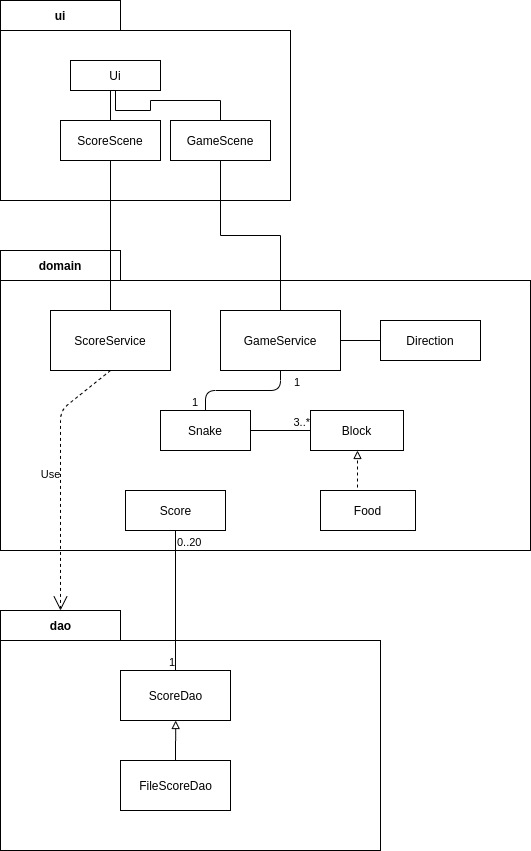 ui
Ui
ScoreScene
GameScene
domain
ScoreService
GameService
Direction
1
1
Snake
3..*
Block
Use
Score
Food
0..20
dao
1
ScoreDao
FileScoreDao